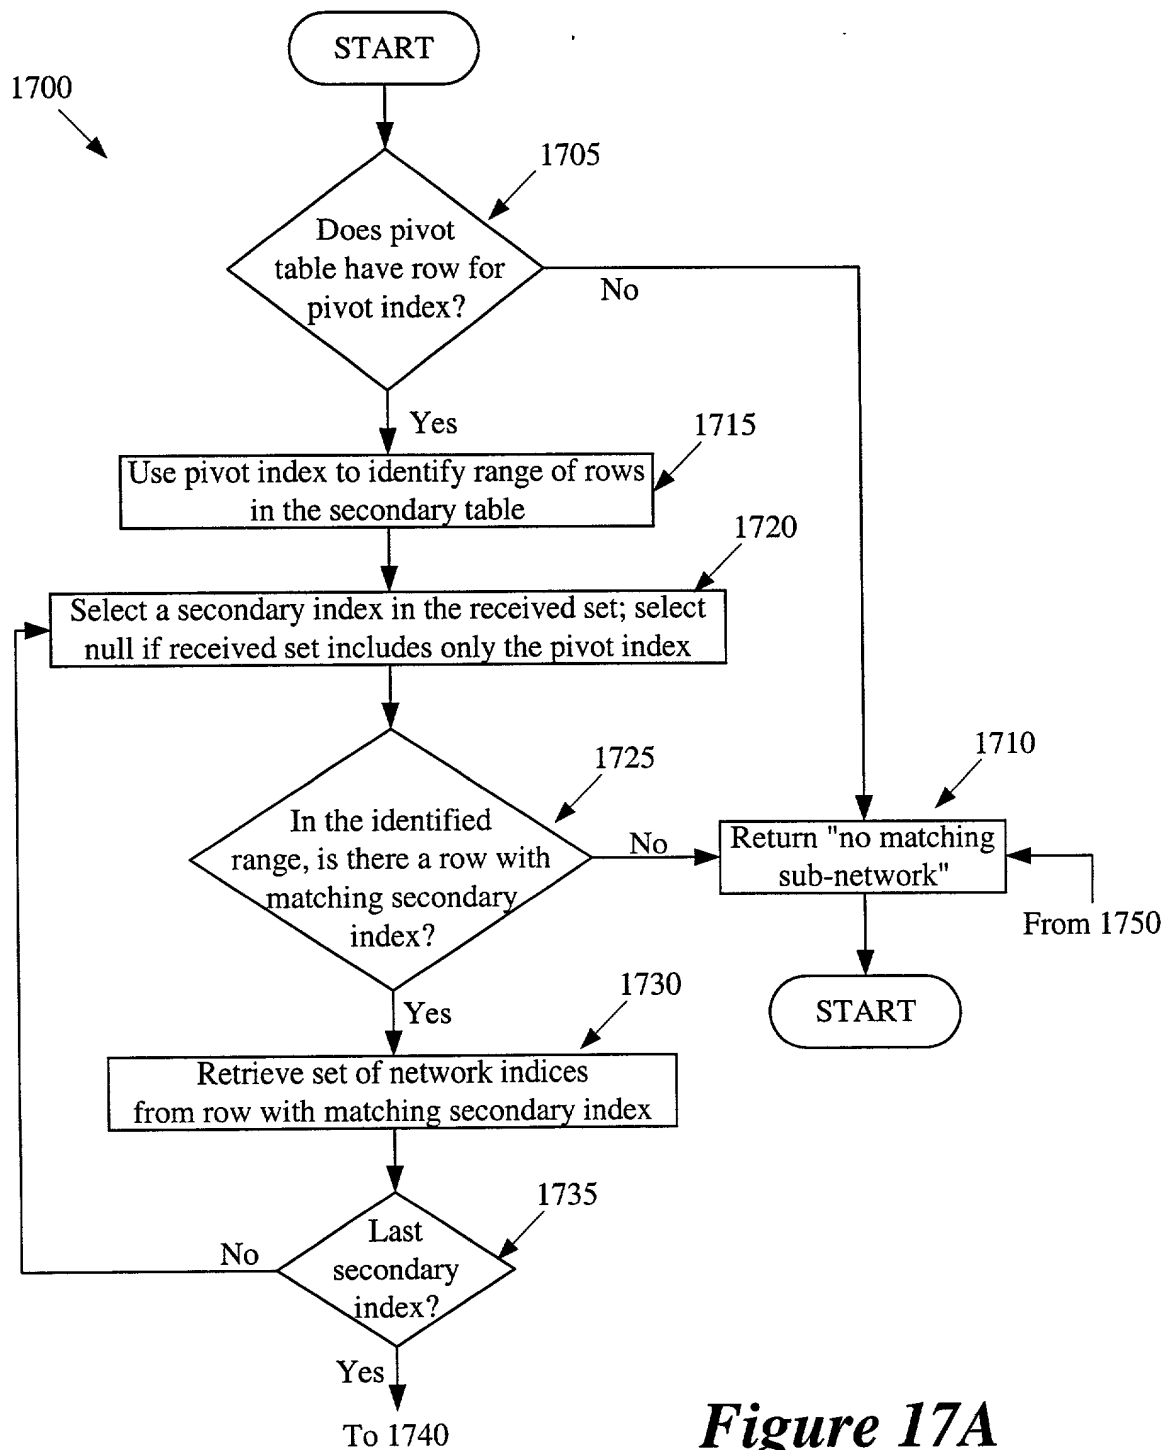 START
1700
1705
Does pivot
table have row for
pivot index?
No
Yes
1715
Use pivot index to identify range of rows
in the secondary table
1720
Select a secondary index in the received set; select
null if received set includes only the pivot index
1725
In the identified
range, is there a row with
matching secondary
index?
No
1710
Return "no matching
sub-network"
From 1750
START
Yes
1730
Retrieve set of network indices
from row with matching secondary index
1735
Last
secondary
index?
No
Yes
To 1740
Figure 17A